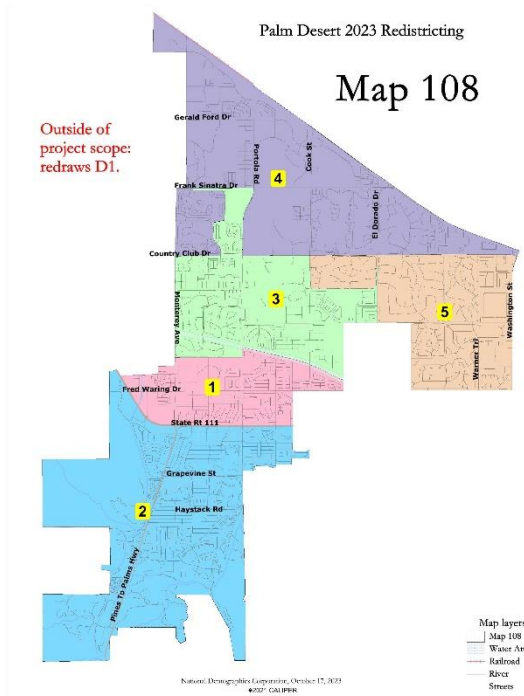 Palm Desert 2023 Redistricting
Map 108
Outside of
project scope:
redraws D1.
Gerald Ford Dr
Portola Rd
Cook St
4
Frank Sinatra Dr
El Dorado Dr
Country Club Dr
Monterey Ave
3
5
Washington St
Warner Trl
1
Fred Waring Dr
State Rt 111
Grapevine St
2
Haystack Rd
Pines To Palms Hwy
Map layers
Map 108
Water Are
Railroad
River
Streets
National Demographics Corporation, October 17, 2023
©2021 CALIPER